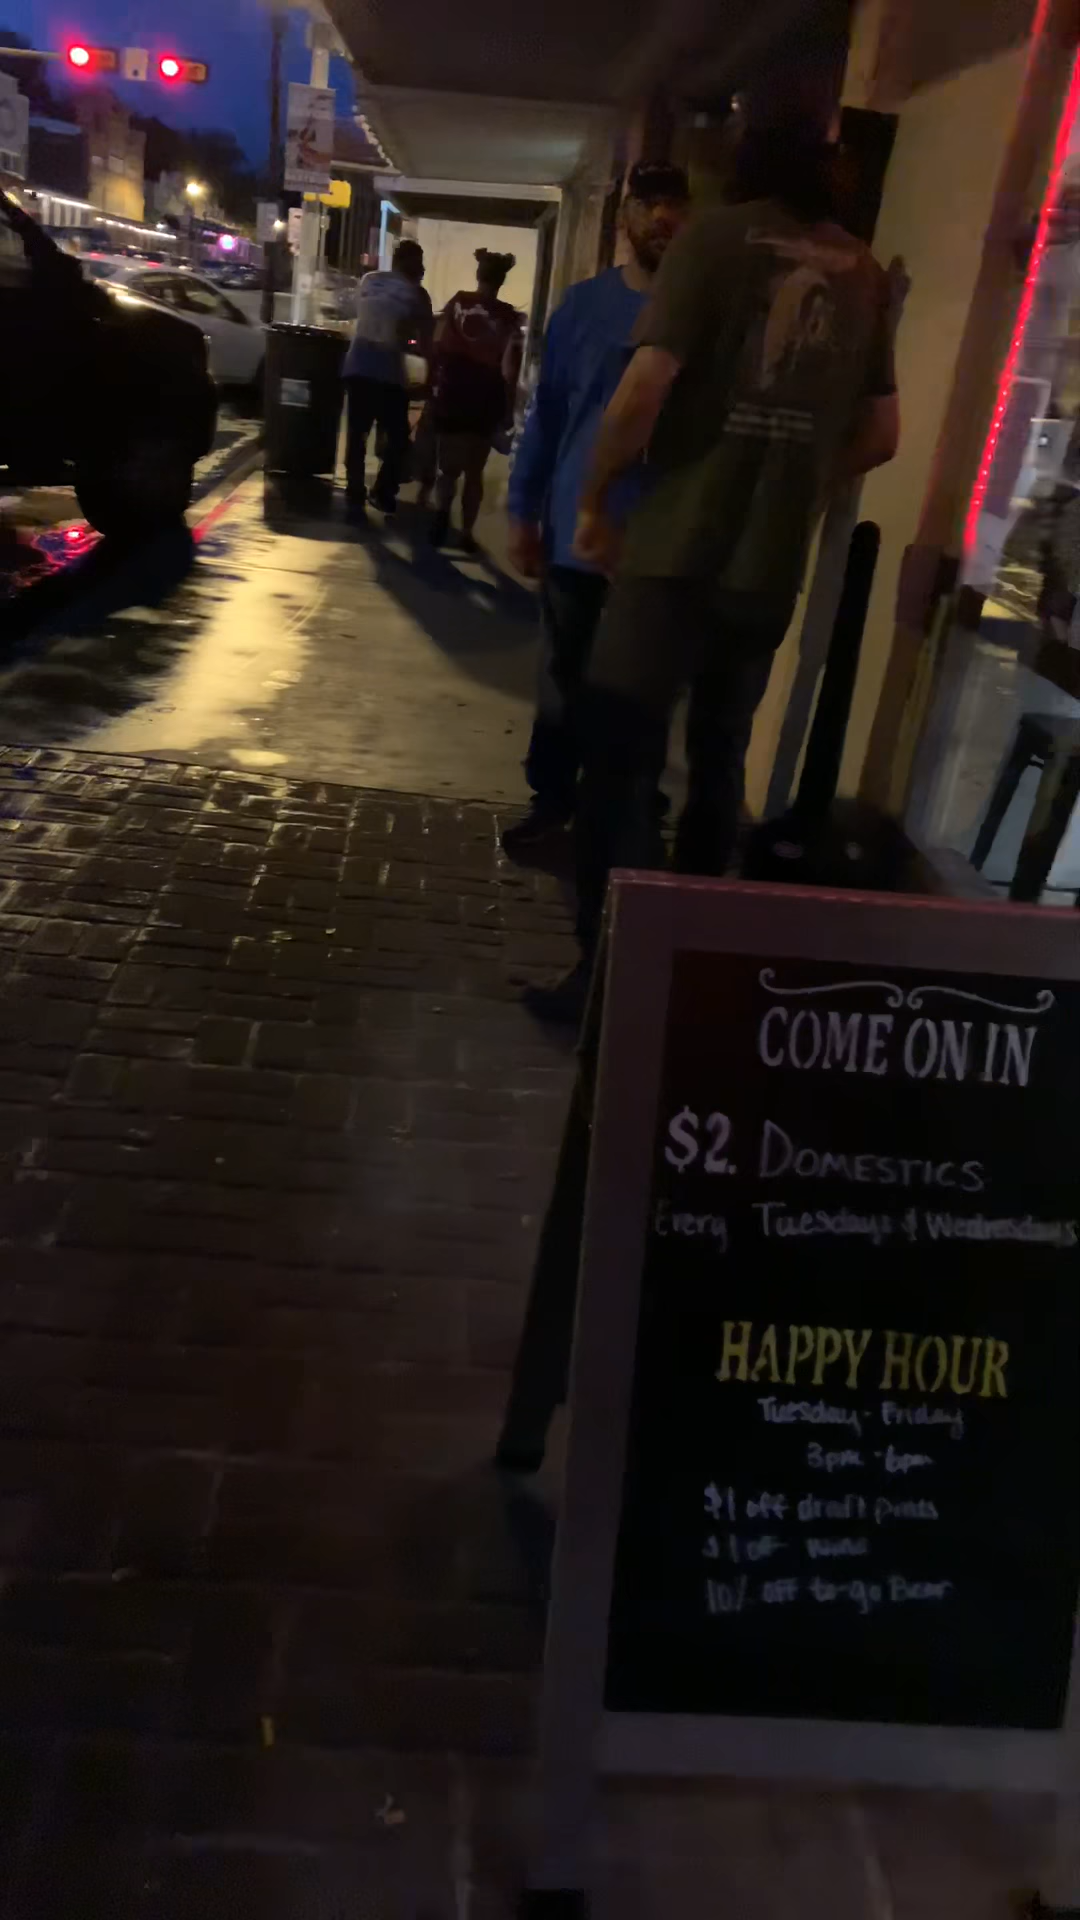 COME ON IN
$2. DOMESTICS
Every Tuesdays & Wednesdays
HAPPY HOUR
Tuesday - Friday
3pm - 6pm
$1 off draft pints
$1 off wine
10% off to-go Beer